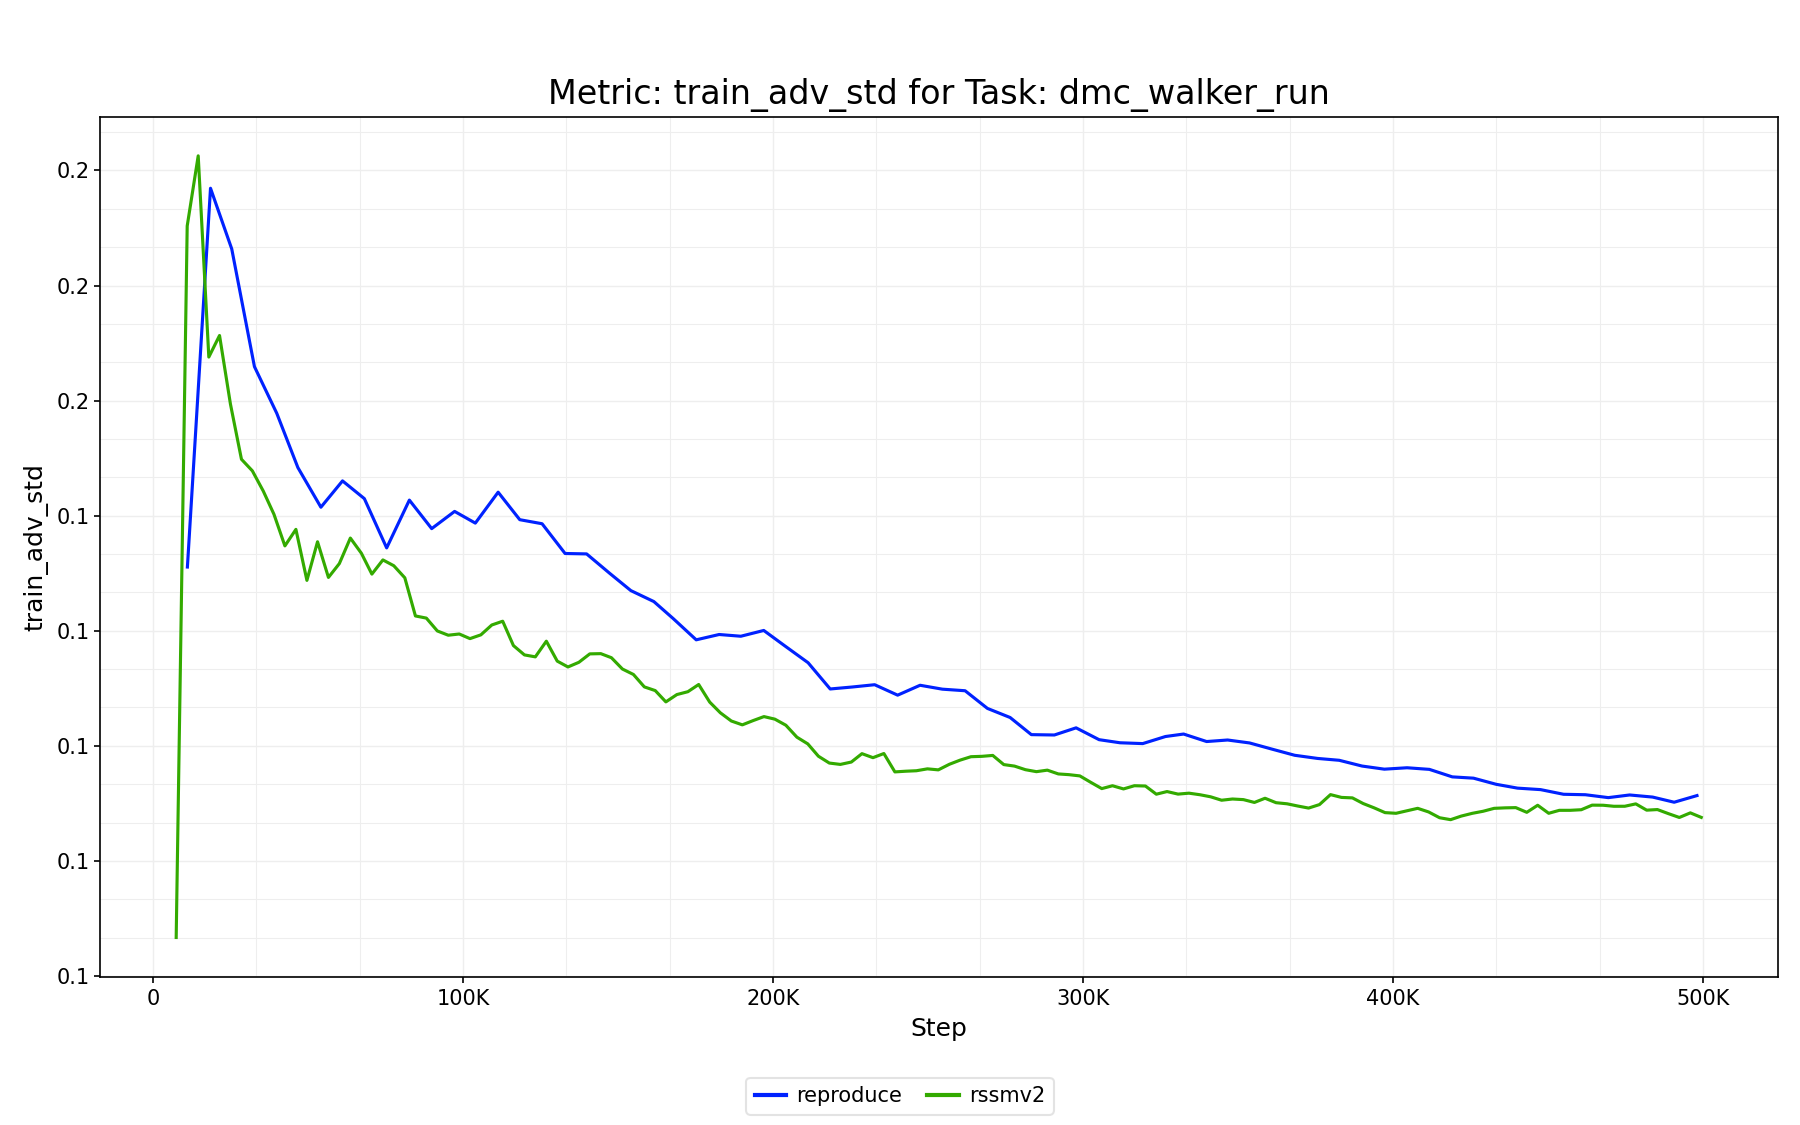 Metric: train_adv_std for Task: dmc_walker_run
train_adv_std
0.2
0.2
0.2
0.1
0.1
0.1
0.1
0.1
0
100K
200K
300K
400K
500K
Step
reproduce
rssmv2